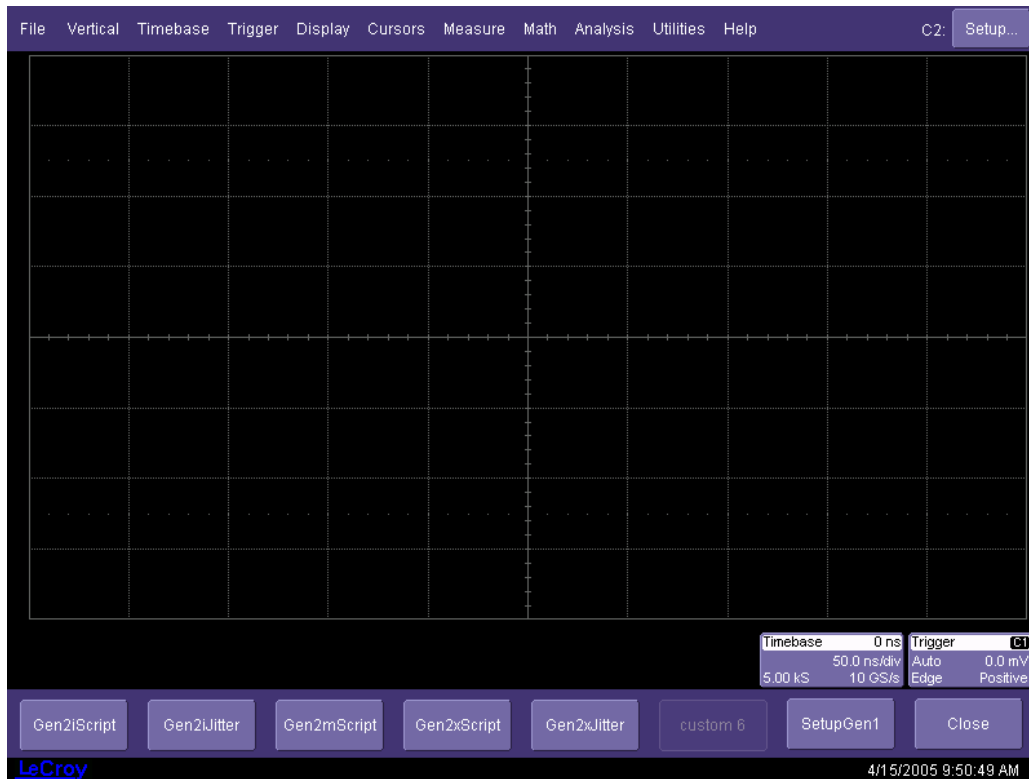 File Vertical Timebase Trigger Display Cursors Measure Math Analysis Utilities Help C2: Setup...
Timebase 0 ns Trigger C1
50.0 ns/div Auto 0.0 mV
5.00 kS 10 GS/s Edge Positive
Gen2iScript Gen2iJitter Gen2mScript Gen2xScript Gen2xJitter custom 6 SetupGen1 Close
LeCroy 4/15/2005 9:50:49 AM